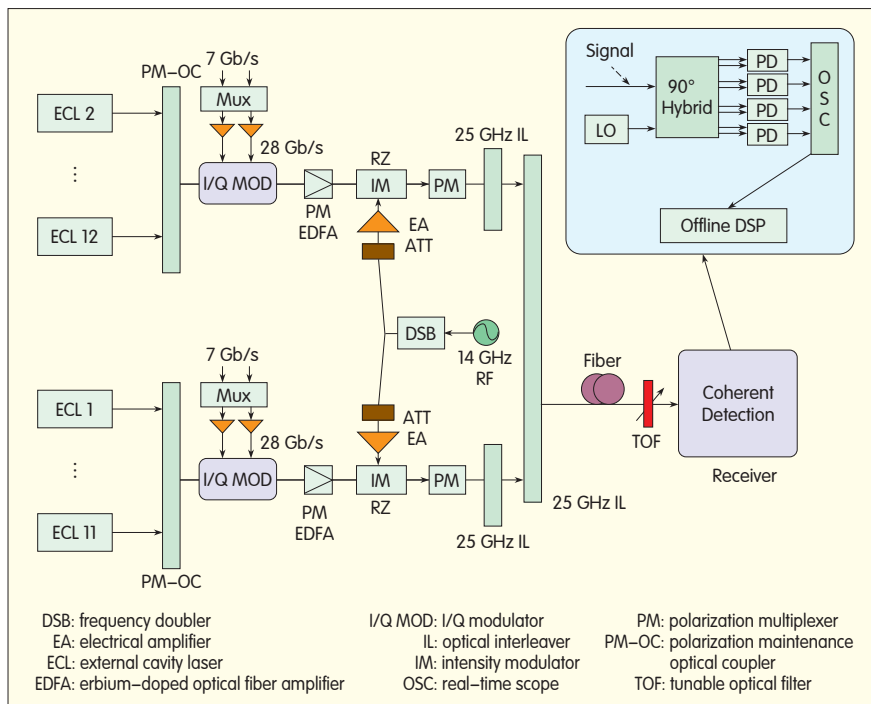 7 Gb/s
PM–OC
Mux
ECL 2
28 Gb/s
I/Q MOD
RZ
IM
PM
25 GHz IL
⋮
PM
EDFA
EA
ATT
ECL 12
DSB
14 GHz
RF
7 Gb/s
Mux
ECL 1
28 Gb/s
I/Q MOD
ATT
EA
IM
PM
RZ
⋮
PM
EDFA
ECL 11
PM–OC
25 GHz IL
25 GHz IL
Fiber
TOF
Coherent
Detection
Receiver
Signal
90°
Hybrid
LO
PD
PD
PD
PD
O
S
C
Offline DSP
DSB: frequency doubler
EA: electrical amplifier
ECL: external cavity laser
EDFA: erbium–doped optical fiber amplifier
I/Q MOD: I/Q modulator
IL: optical interleaver
IM: intensity modulator
OSC: real–time scope
PM: polarization multiplexer
PM–OC: polarization maintenance
optical coupler
TOF: tunable optical filter